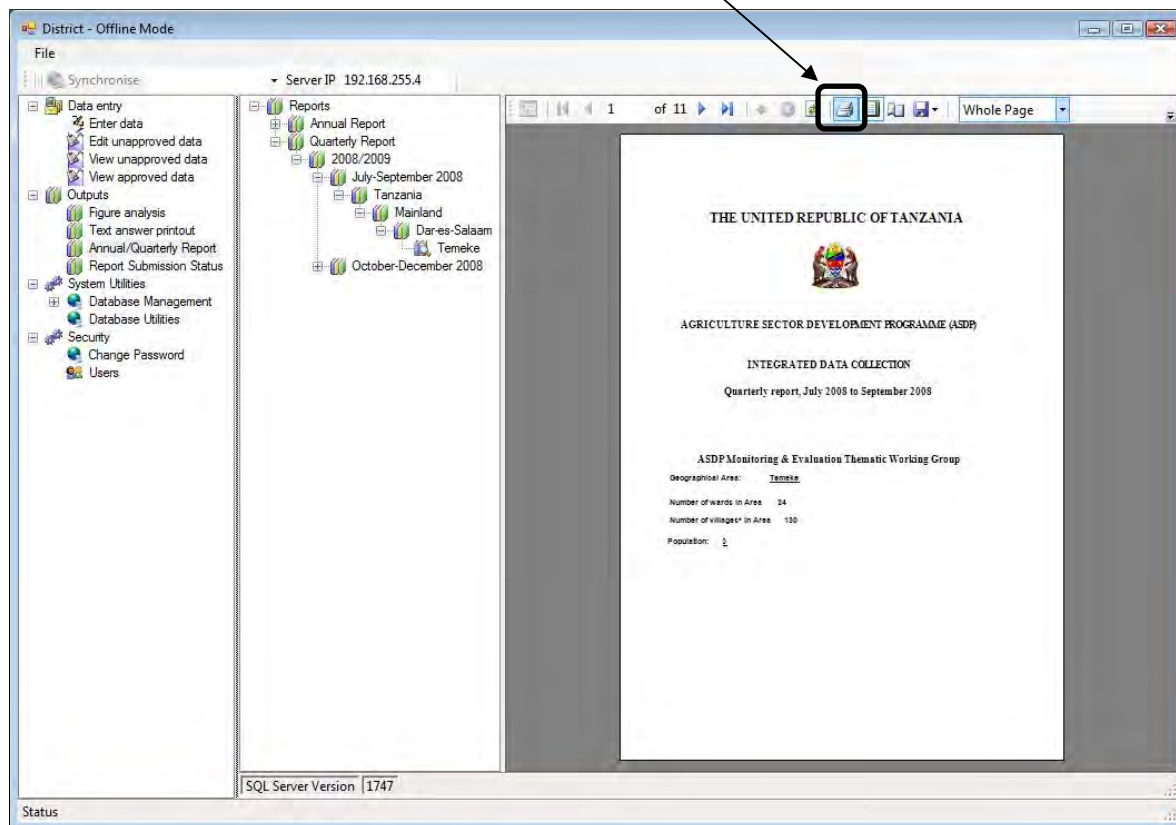 District - Offline Mode
File
Synchronise
Server IP 192.168.255.4
Data entry
Enter data
Edit unapproved data
View unapproved data
View approved data
Outputs
Figure analysis
Text answer printout
Annual/Quarterly Report
Report Submission Status
System Utilities
Database Management
Database Utilities
Security
Change Password
Users
Reports
Annual Report
Quarterly Report
2008/2009
July-September 2008
Tanzania
Mainland
Dar-es-Salaam
Temeke
October-December 2008
1 of 11
Whole Page
THE UNITED REPUBLIC OF TANZANIA
AGRICULTURE SECTOR DEVELOPMENT PROGRAMME (ASDP)
INTEGRATED DATA COLLECTION
Quarterly report, July 2008 to September 2008
ASDP Monitoring & Evaluation Thematic Working Group
Geographical Area: Temeke
Number of wards in Area 24
Number of villages* in Area 130
Population: 3
SQL Server Version 1747
Status